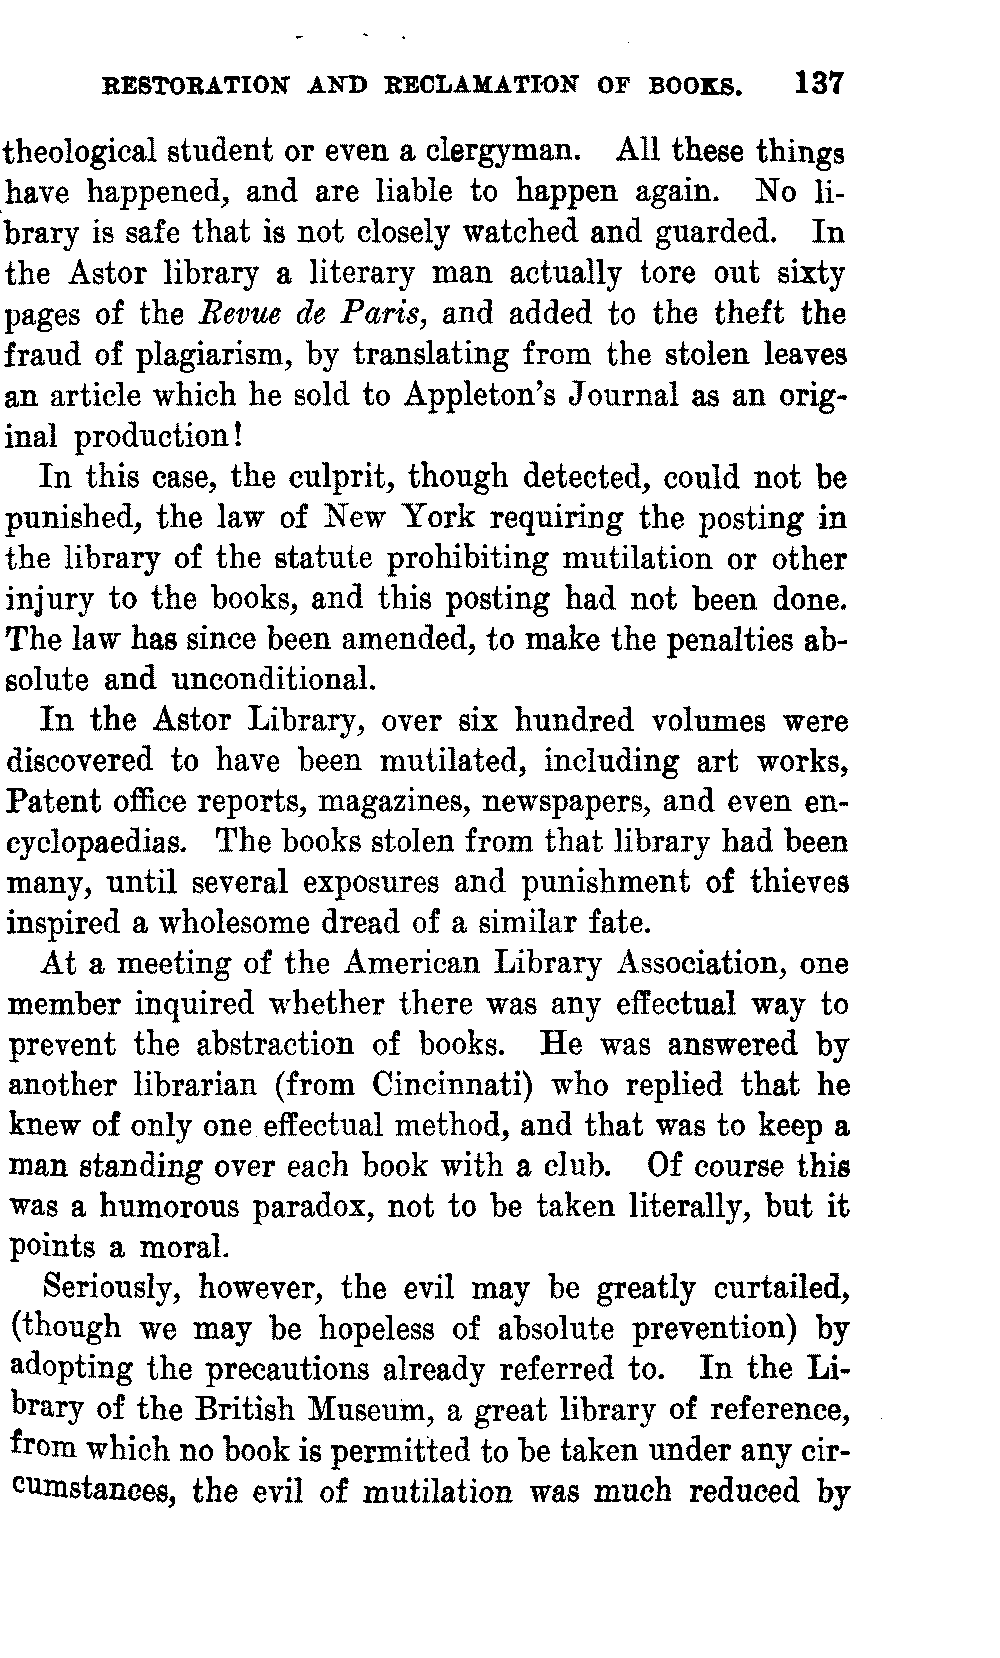 RESTORATION AND RECLAMATION OF BOOKS. 137
theological student or even a clergyman. All these things
have happened, and are liable to happen again. No li-
brary is safe that is not closely watched and guarded. In
the Astor library a literary man actually tore out sixty
pages of the Revue de Paris, and added to the theft the
fraud of plagiarism, by translating from the stolen leaves
an article which he sold to Appleton's Journal as an orig-
inal production!
In this case, the culprit, though detected, could not be
punished, the law of New York requiring the posting in
the library of the statute prohibiting mutilation or other
injury to the books, and this posting had not been done.
The law has since been amended, to make the penalties ab-
solute and unconditional.
In the Astor Library, over six hundred volumes were
discovered to have been mutilated, including art works,
Patent office reports, magazines, newspapers, and even en-
cyclopaedias. The books stolen from that library had been
many, until several exposures and punishment of thieves
inspired a wholesome dread of a similar fate.
At a meeting of the American Library Association, one
member inquired whether there was any effectual way to
prevent the abstraction of books. He was answered by
another librarian (from Cincinnati) who replied that he
knew of only one effectual method, and that was to keep a
man standing over each book with a club. Of course this
was a humorous paradox, not to be taken literally, but it
points a moral.
Seriously, however, the evil may be greatly curtailed,
(though we may be hopeless of absolute prevention) by
adopting the precautions already referred to. In the Li-
brary of the British Museum, a great library of reference,
from which no book is permitted to be taken under any cir-
cumstances, the evil of mutilation was much reduced by